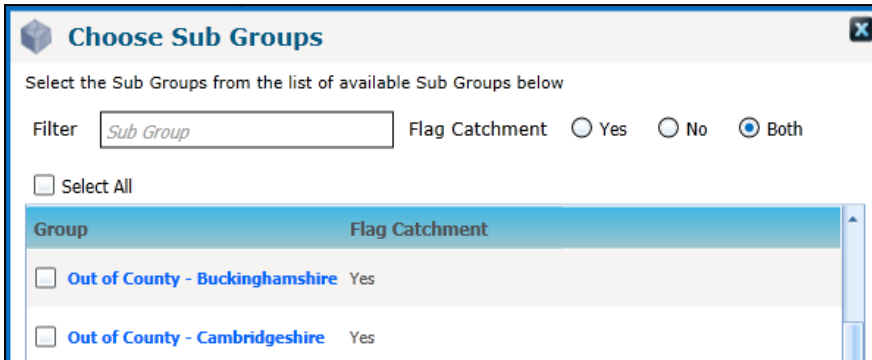 Choose Sub Groups
Select the Sub Groups from the list of available Sub Groups below
Filter Sub Group Flag Catchment Yes No Both
Select All
Group Flag Catchment
Out of County - Buckinghamshire Yes
Out of County - Cambridgeshire Yes